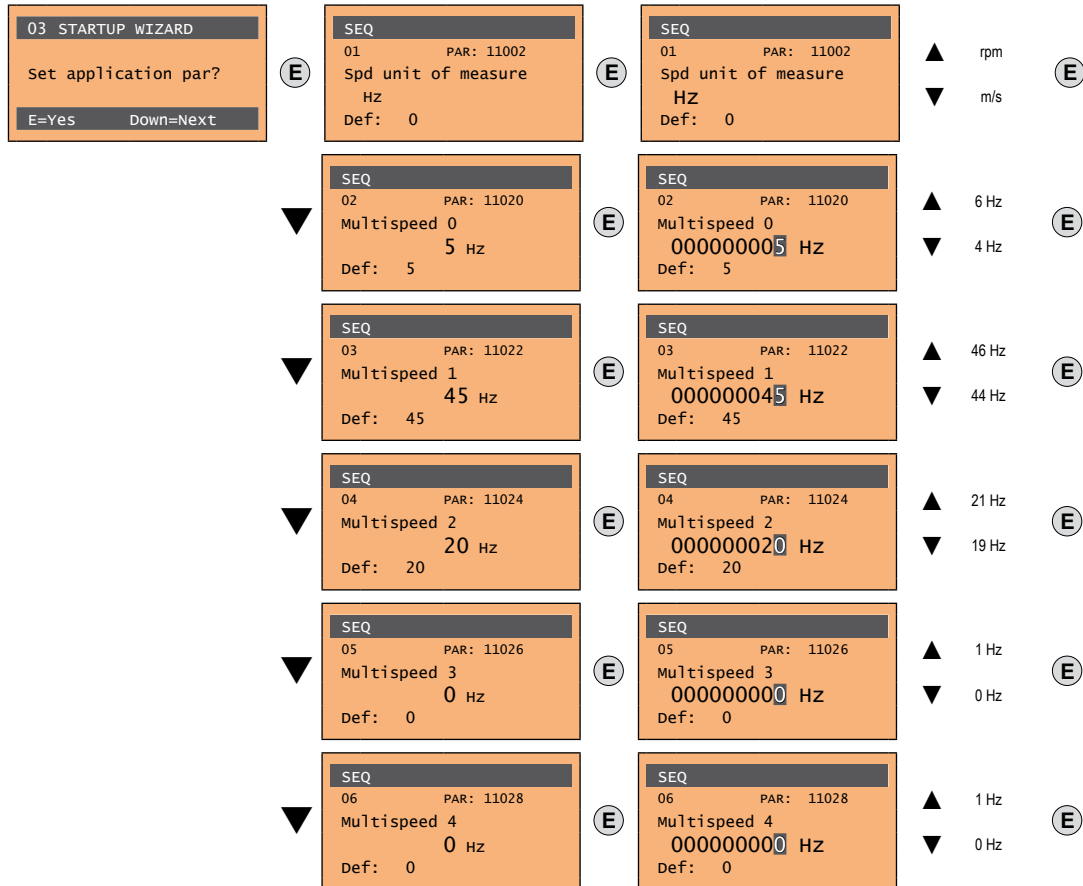 03 STARTUP WIZARD
Set application par?
E=Yes Down=Next
E
SEQ
01 PAR: 11002
Spd unit of measure
Hz
Def: 0
E
SEQ
01 PAR: 11002
Spd unit of measure
Hz
Def: 0
▲ rpm
▼ m/s
E
▼
SEQ
02 PAR: 11020
Multispeed 0
5 Hz
Def: 5
E
SEQ
02 PAR: 11020
Multispeed 0
000000005 Hz
Def: 5
▲ 6 Hz
▼ 4 Hz
E
▼
SEQ
03 PAR: 11022
Multispeed 1
45 Hz
Def: 45
E
SEQ
03 PAR: 11022
Multispeed 1
000000045 Hz
Def: 45
▲ 46 Hz
▼ 44 Hz
E
▼
SEQ
04 PAR: 11024
Multispeed 2
20 Hz
Def: 20
E
SEQ
04 PAR: 11024
Multispeed 2
000000020 Hz
Def: 20
▲ 21 Hz
▼ 19 Hz
E
▼
SEQ
05 PAR: 11026
Multispeed 3
0 Hz
Def: 0
E
SEQ
05 PAR: 11026
Multispeed 3
000000000 Hz
Def: 0
▲ 1 Hz
▼ 0 Hz
E
▼
SEQ
06 PAR: 11028
Multispeed 4
0 Hz
Def: 0
E
SEQ
06 PAR: 11028
Multispeed 4
000000000 Hz
Def: 0
▲ 1 Hz
▼ 0 Hz
E